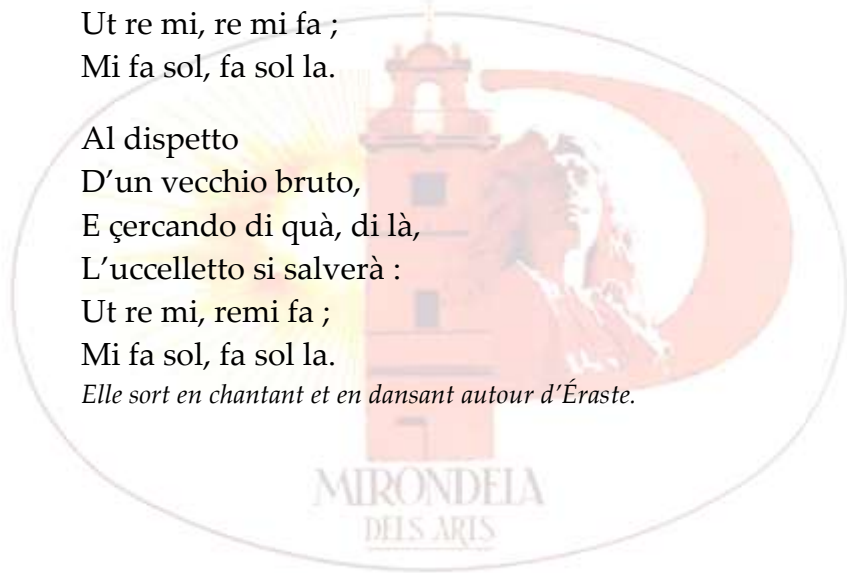 Ut re mi, re mi fa ;
Mi fa sol, fa sol la.
Al dispetto
D’un vecchio bruto,
E çercando di quà, di là,
L’uccelletto si salverà :
Ut re mi, remi fa ;
Mi fa sol, fa sol la.
Elle sort en chantant et en dansant autour d’Éraste.
MIRONDELA
DELS ARTS